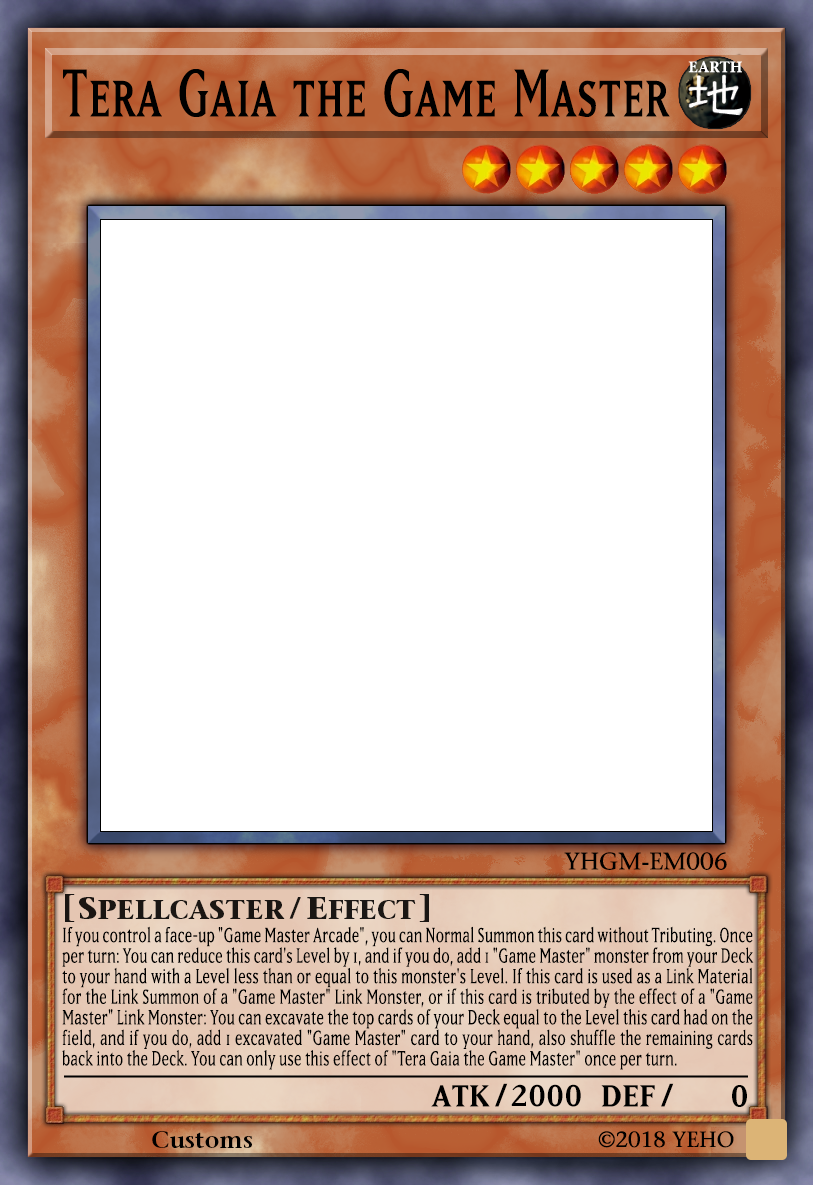 Tera Gaia the Game Master
EARTH
地
YHGM-EM006
[Spellcaster / Effect]
If you control a face-up "Game Master Arcade", you can Normal Summon this card without Tributing. Once
per turn: You can reduce this card's Level by 1, and if you do, add 1 "Game Master" monster from your Deck
to your hand with a Level less than or equal to this monster's Level. If this card is used as a Link Material
for the Link Summon of a "Game Master" Link Monster, or if this card is tributed by the effect of a "Game
Master" Link Monster: You can excavate the top cards of your Deck equal to the Level this card had on the
field, and if you do, add 1 excavated "Game Master" card to your hand, also shuffle the remaining cards
back into the Deck. You can only use this effect of "Tera Gaia the Game Master" once per turn.
ATK / 2000 DEF / 0
Customs ©2018 YEHO